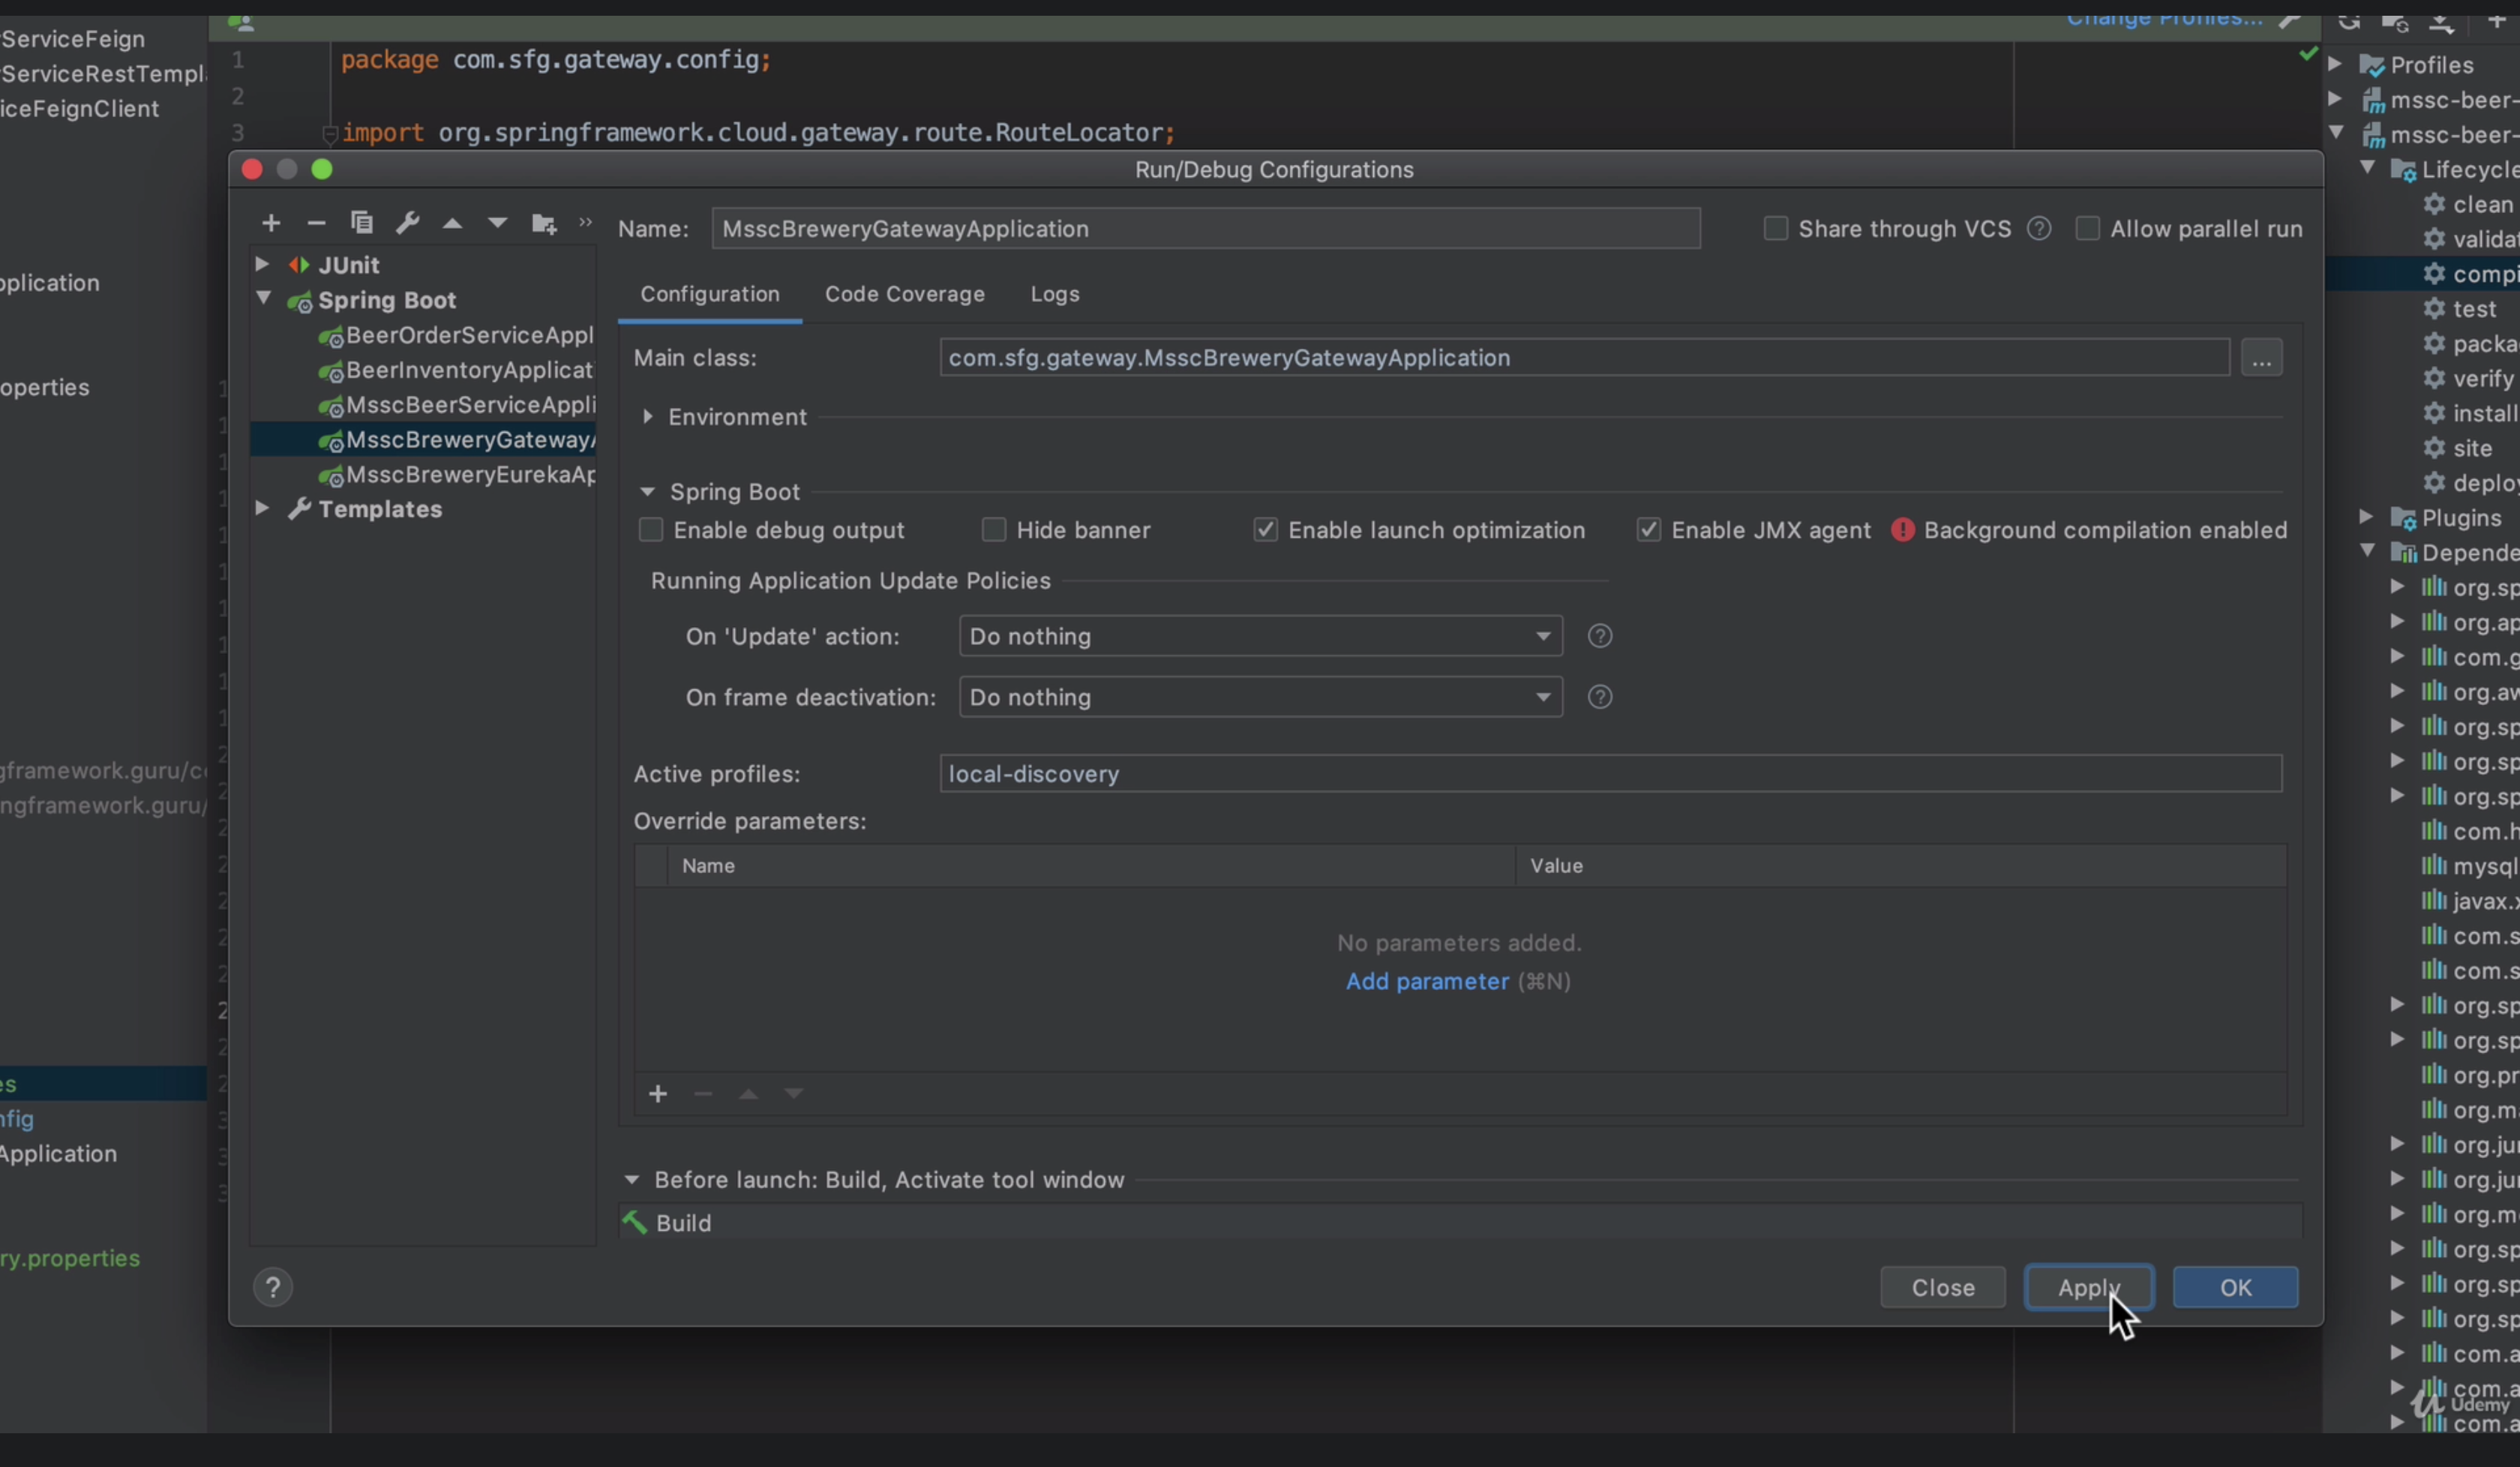 ServiceFeign
ServiceRestTempl
iceFeignClient
pplication
operties
gframework.guru/c
ngframework.guru/
es
nfig
Application
ry.properties
Change Profiles...
1 package com.sfg.gateway.config;
2
3 import org.springframework.cloud.gateway.route.RouteLocator;
Run/Debug Configurations
JUnit
Spring Boot
BeerOrderServiceAppl
BeerInventoryApplicat
MsscBeerServiceAppli
MsscBreweryGatewayA
MsscBreweryEurekaAp
Templates
Name: MsscBreweryGatewayApplication
Share through VCS
Allow parallel run
Configuration Code Coverage Logs
Main class: com.sfg.gateway.MsscBreweryGatewayApplication ...
Environment
Spring Boot
Enable debug output Hide banner Enable launch optimization Enable JMX agent Background compilation enabled
Running Application Update Policies
On 'Update' action: Do nothing
On frame deactivation: Do nothing
Active profiles: local-discovery
Override parameters:
Name Value
No parameters added.
Add parameter (⌘N)
Before launch: Build, Activate tool window
Build
? Close Apply OK
Profiles
mssc-beer-
mssc-beer-
Lifecycle
clean
validat
compi
test
packa
verify
install
site
deploy
Plugins
Depende
org.sp
org.ap
com.g
org.aw
org.sp
org.sp
org.sp
com.h
mysql
javax.x
com.s
com.s
org.sp
org.sp
org.pr
org.m
org.jun
org.jun
org.m
org.sp
org.sp
org.sp
com.a
com.a
com.a
Udemy